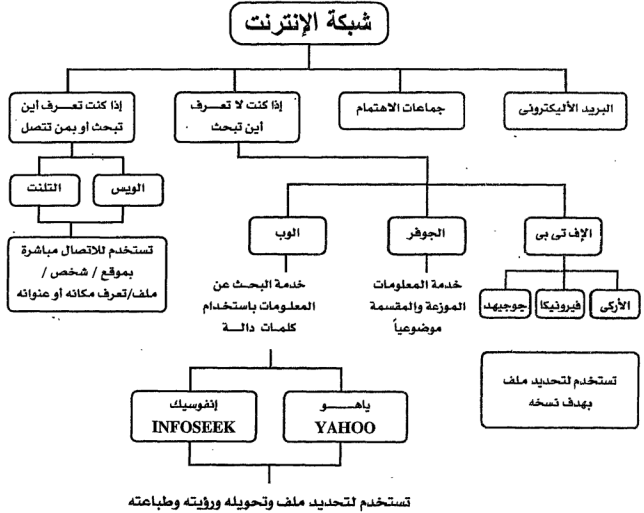 شبكة الإنترنت
البريد الأليكترونى
جماعات الاهتمام
إذا كنت لا تعـــرف
أين تبحث
إذا كنت تعـــرف أين
تبحث أو بمن تتصل
الويس
التلنت
تستخدم للاتصال مباشرة
بموقع / شخص /
ملف/تعرف مكانه أو عنوانه
الإف تى بى
الجوفر
الوب
الأركى
فيرونيكا
جوجيهد
خدمة المعلومات
الموزعة والمقسمة
موضوعياً
خدمة البحث عن
المعلومات باستخدام
كلمات دالـــة
تستخدم لتحديد ملف
بهدف نسخه
ياهـــو
YAHOO
إنفوسيك
INFOSEEK
تستخدم لتحديد ملف وتحويله ورؤيته وطباعته